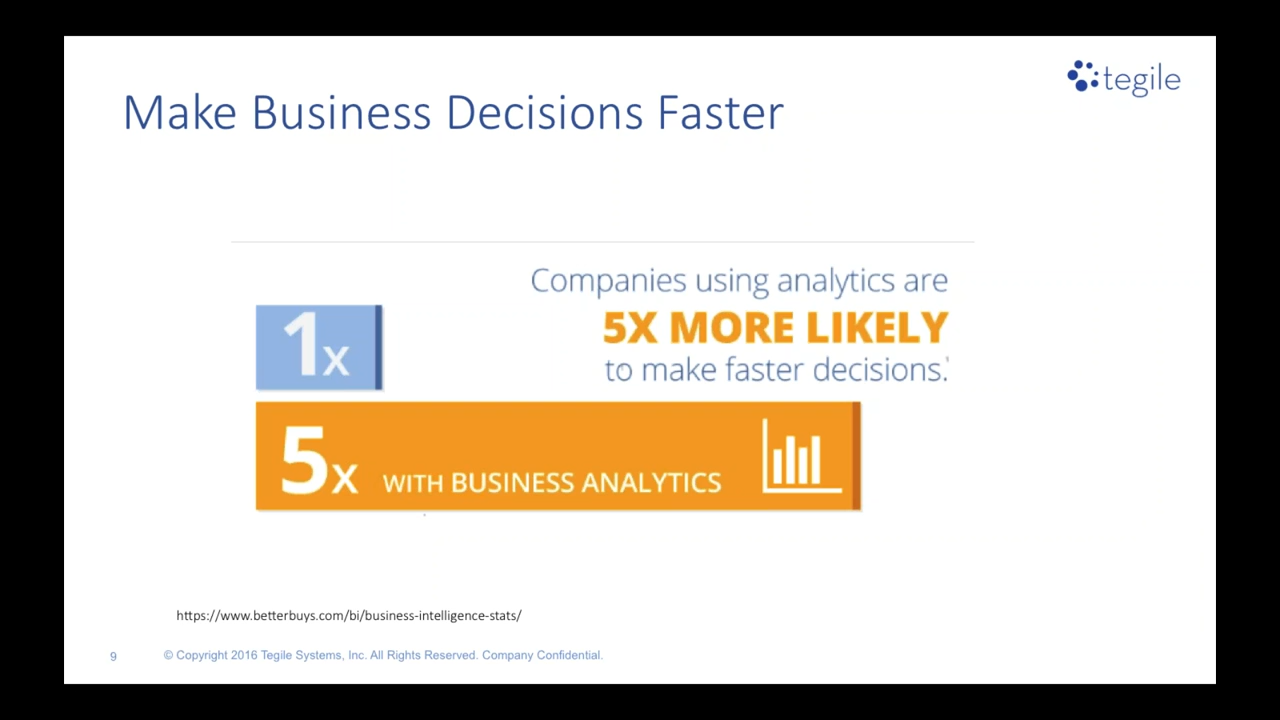 tegile
Make Business Decisions Faster
Companies using analytics are
5X MORE LIKELY
to make faster decisions.
1x
5x WITH BUSINESS ANALYTICS
https://www.betterbuys.com/bi/business-intelligence-stats/
9 © Copyright 2016 Tegile Systems, Inc. All Rights Reserved. Company Confidential.